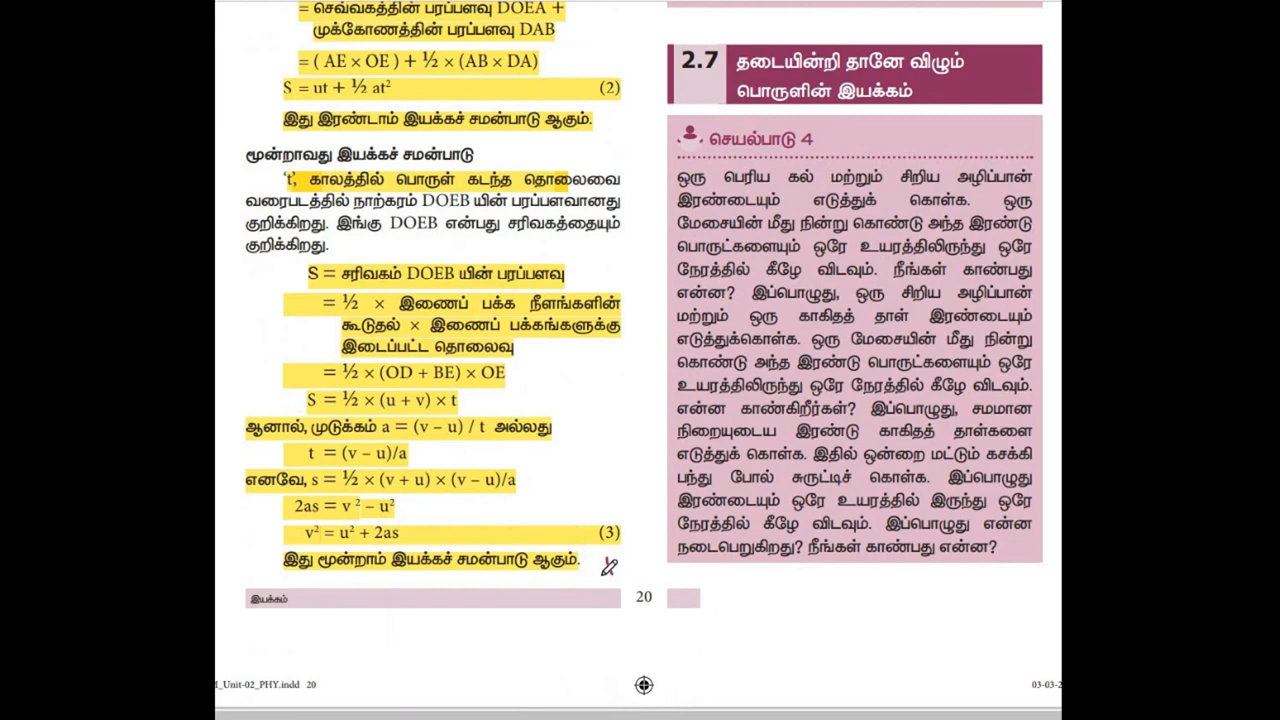 = செவ்வகத்தின் பரப்பளவு DOEA +
முக்கோணத்தின் பரப்பளவு DAB
= ( AE × OE ) + ½ × (AB × DA)
S = ut + ½ at² (2)
இது இரண்டாம் இயக்கச் சமன்பாடு ஆகும்.
மூன்றாவது இயக்கச் சமன்பாடு
‘t’, காலத்தில் பொருள் கடந்த தொலைவை
வரைபடத்தில் நாற்கரம் DOEB யின் பரப்பளவானது
குறிக்கிறது. இங்கு DOEB என்பது சரிவகத்தையும்
குறிக்கிறது.
S = சரிவகம் DOEB யின் பரப்பளவு
= ½ × இணைப் பக்க நீளங்களின்
கூடுதல் × இணைப் பக்கங்களுக்கு
இடைப்பட்ட தொலைவு
= ½ × (OD + BE) × OE
S = ½ × (u + v) × t
ஆனால், முடுக்கம் a = (v – u) / t அல்லது
t = (v – u)/a
எனவே, s = ½ × (v + u) × (v – u)/a
2as = v ² – u²
v² = u² + 2as (3)
இது மூன்றாம் இயக்கச் சமன்பாடு ஆகும்.
இயக்கம்
20
2.7 தடையின்றி தானே விழும்
பொருளின் இயக்கம்
செயல்பாடு 4
ஒரு பெரிய கல் மற்றும் சிறிய அழிப்பான்
இரண்டையும் எடுத்துக் கொள்க. ஒரு
மேசையின் மீது நின்று கொண்டு அந்த இரண்டு
பொருட்களையும் ஒரே உயரத்திலிருந்து ஒரே
நேரத்தில் கீழே விடவும். நீங்கள் காண்பது
என்ன? இப்பொழுது, ஒரு சிறிய அழிப்பான்
மற்றும் ஒரு காகிதத் தாள் இரண்டையும்
எடுத்துக்கொள்க. ஒரு மேசையின் மீது நின்று
கொண்டு அந்த இரண்டு பொருட்களையும் ஒரே
உயரத்திலிருந்து ஒரே நேரத்தில் கீழே விடவும்.
என்ன காண்கிறீர்கள்? இப்பொழுது, சமமான
நிறையுடைய இரண்டு காகிதத் தாள்களை
எடுத்துக் கொள்க. இதில் ஒன்றை மட்டும் கசக்கி
பந்து போல் சுருட்டிச் கொள்க. இப்பொழுது
இரண்டையும் ஒரே உயரத்தில் இருந்து ஒரே
நேரத்தில் கீழே விடவும். இப்பொழுது என்ன
நடைபெறுகிறது? நீங்கள் காண்பது என்ன?
_Unit-02_PHY.indd 20
03-03-2